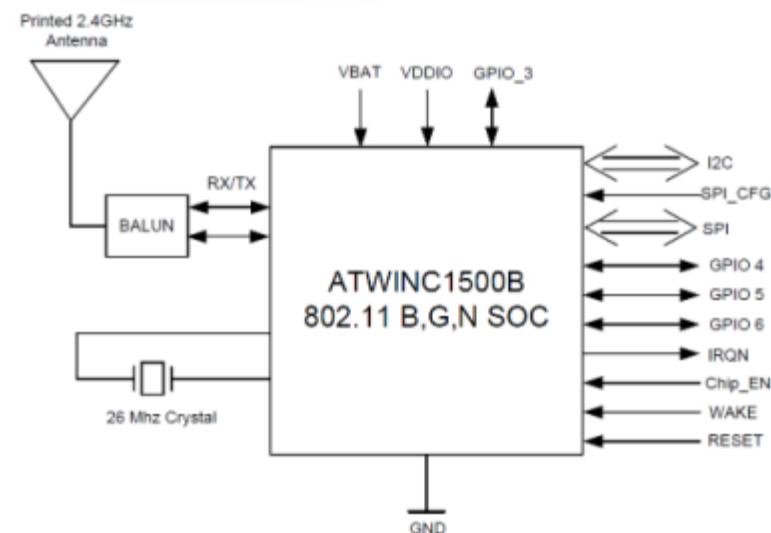 Printed 2.4GHz
Antenna
VBAT
VDDIO
GPIO_3
RX/TX
BALUN
I2C
SPI_CFG
SPI
ATWINC1500B
802.11 B,G,N SOC
GPIO 4
GPIO 5
GPIO 6
IRQN
Chip_EN
WAKE
RESET
26 Mhz Crystal
GND